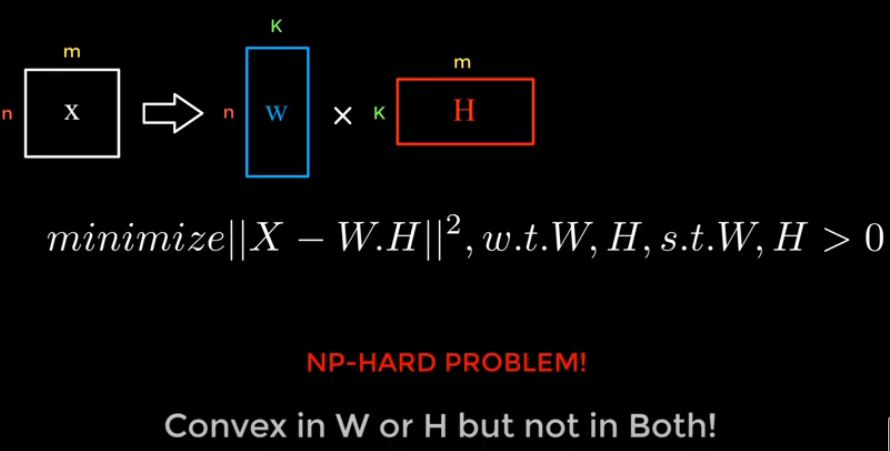 K
m m
n X n W × K H
minimize||X − W.H||², w.t.W, H, s.t.W, H > 0
NP-HARD PROBLEM!
Convex in W or H but not in Both!